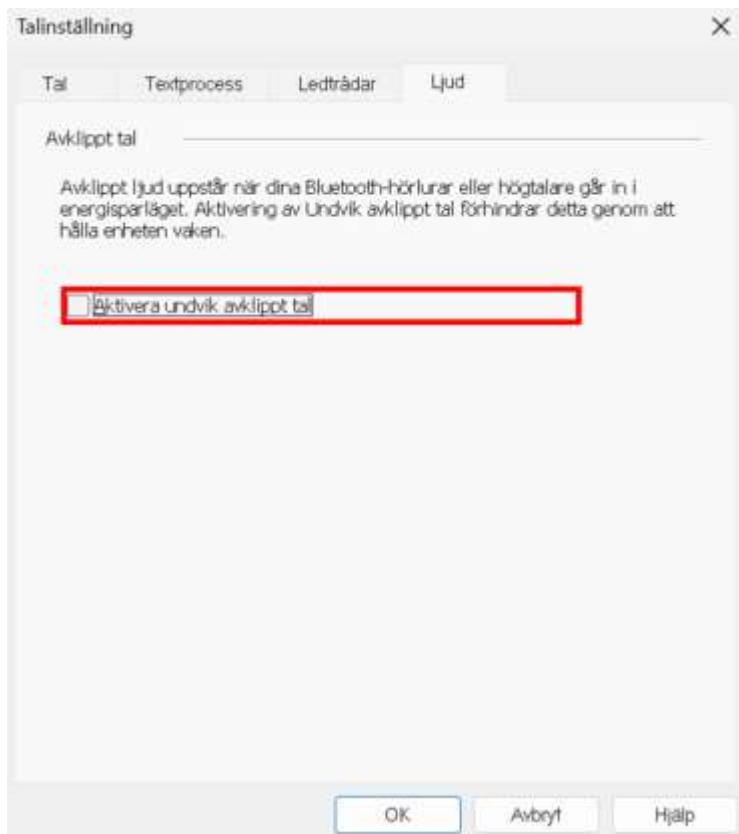 Talinställning
Tal Textprocess Ledtrådar Ljud
Avklippt tal
Avklippt ljud uppstår när dina Bluetooth-hörlurar eller högtalare går in i
energisparläget. Aktivering av Undvik avklippt tal förhindrar detta genom att
hålla enheten vaken.
Aktivera undvik avklippt tal
OK Avbryt Hjälp